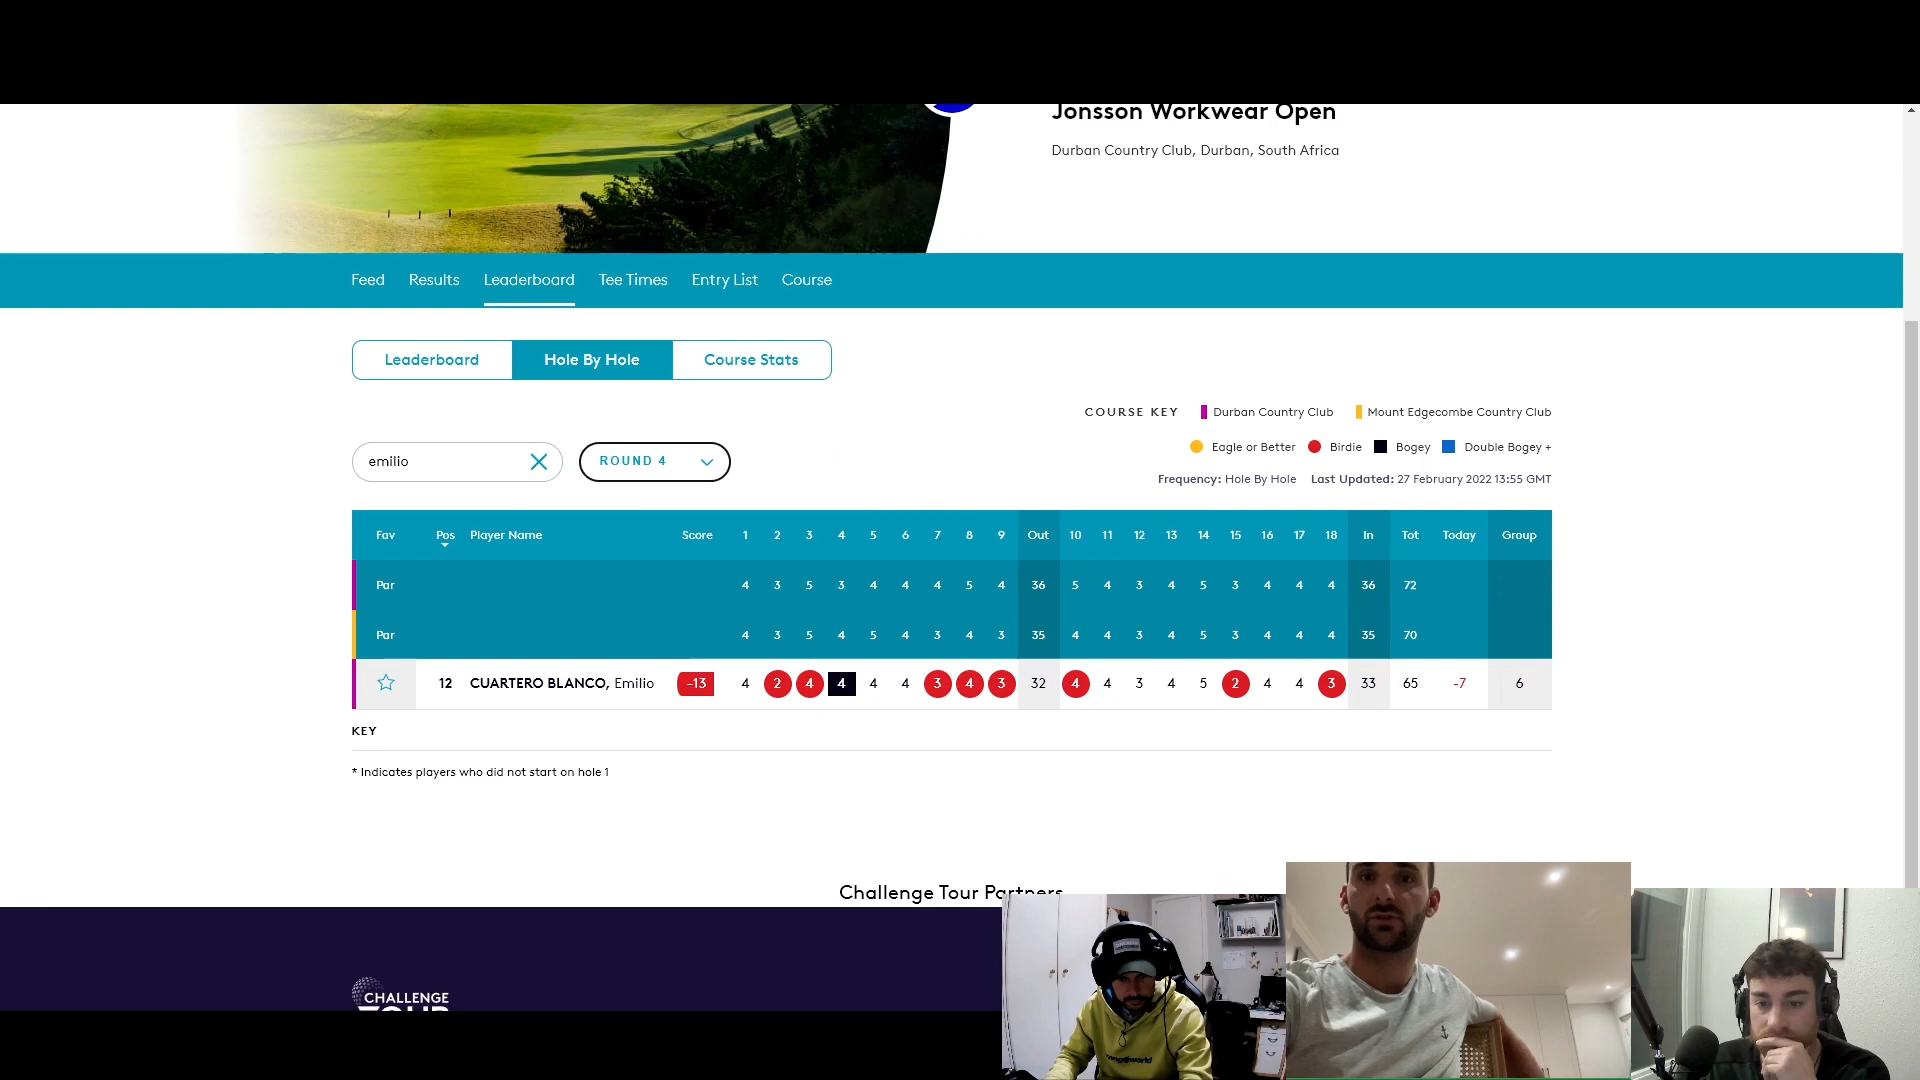 Jonsson Workwear Open
Durban Country Club, Durban, South Africa
Feed Results Leaderboard Tee Times Entry List Course
Leaderboard Hole By Hole Course Stats
COURSE KEY Durban Country Club Mount Edgecombe Country Club
Eagle or Better Birdie Bogey Double Bogey +
emilio ROUND 4
Frequency: Hole By Hole Last Updated: 27 February 2022 13:55 GMT
Fav Pos Player Name Score 1 2 3 4 5 6 7 8 9 Out 10 11 12 13 14 15 16 17 18 In Tot Today Group
Par 4 3 5 3 4 4 4 5 4 36 5 4 3 4 5 3 4 4 4 36 72
Par 4 3 5 4 5 4 3 4 3 35 4 4 3 4 5 3 4 4 4 35 70
12 CUARTERO BLANCO, Emilio -13 4 2 4 4 4 4 3 4 3 32 4 4 3 4 5 2 4 4 3 33 65 -7 6
KEY
* Indicates players who did not start on hole 1
Challenge Tour Partners
CHALLENGE
TOUR